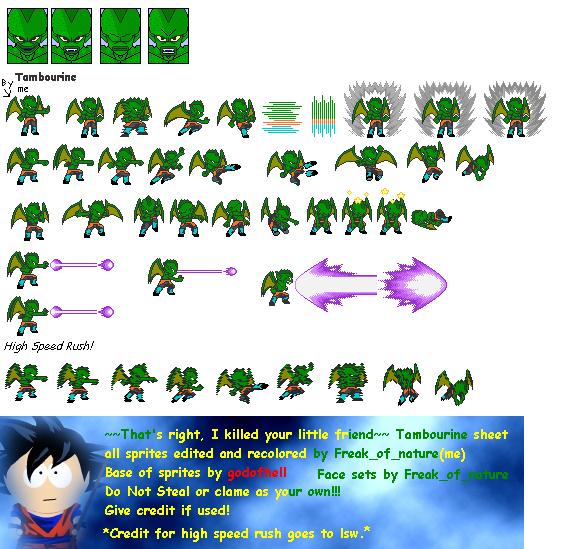 Tambourine
By me
High Speed Rush!
~~That's right, I killed your little friend~~ Tambourine sheet
all sprites edited and recolored by Freak_of_nature(me)
Base of sprites by godofhell Face sets by Freak_of_nature
Do Not Steal or clame as your own!!!
Give credit if used!
*Credit for high speed rush goes to lsw.*